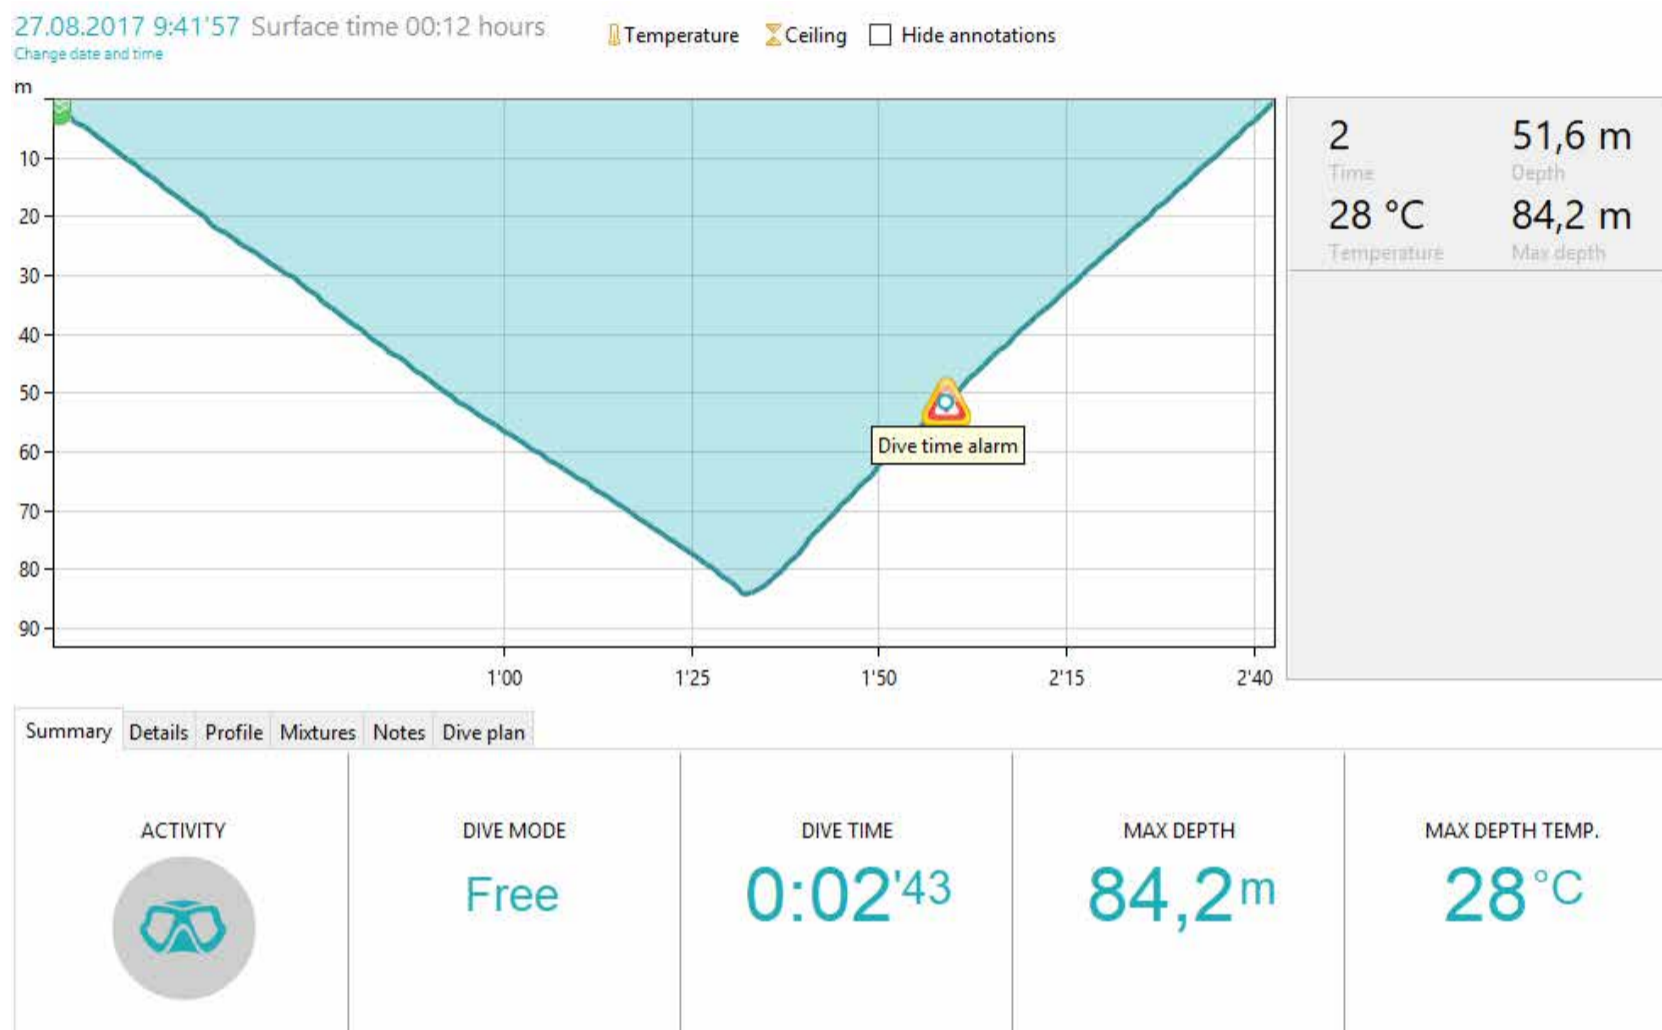 27.08.2017 9:41'57 Surface time 00:12 hours
Temperature Ceiling Hide annotations
Change date and time
m
10
20
30
40
50
60
70
80
90
Dive time alarm
1'00 1'25 1'50 2'15 2'40
2 51,6 m
Time Depth
28 °C 84,2 m
Temperature Max depth
Summary Details Profile Mixtures Notes Dive plan
ACTIVITY DIVE MODE DIVE TIME MAX DEPTH MAX DEPTH TEMP.
Free 0:02'43 84,2 m 28 °C